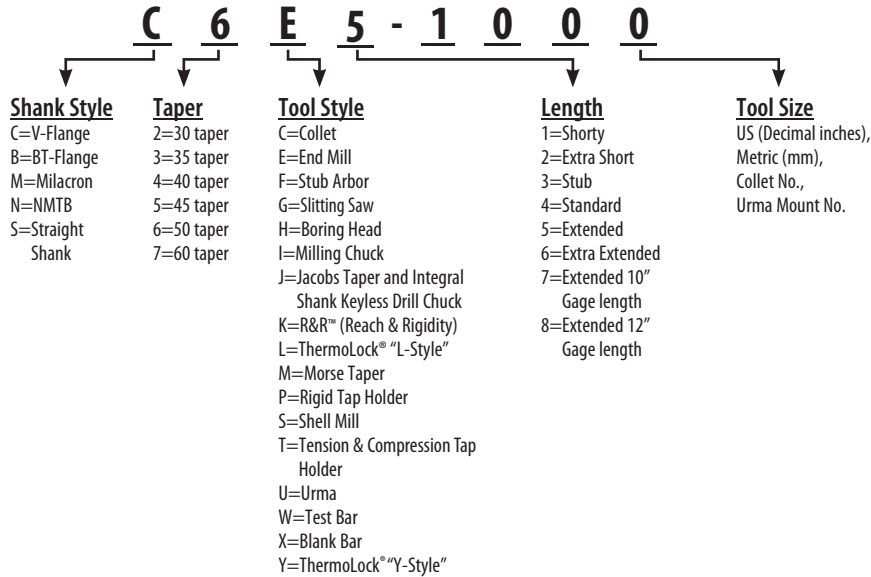 C 6 E 5 - 1 0 0 0
Shank Style
C=V-Flange
B=BT-Flange
M=Milacron
N=NMTB
S=Straight
Shank
Taper
2=30 taper
3=35 taper
4=40 taper
5=45 taper
6=50 taper
7=60 taper
Tool Style
C=Collet
E=End Mill
F=Stub Arbor
G=Slitting Saw
H=Boring Head
I=Milling Chuck
J=Jacobs Taper and Integral
Shank Keyless Drill Chuck
K=R&R™ (Reach & Rigidity)
L=ThermoLock® “L-Style”
M=Morse Taper
P=Rigid Tap Holder
S=Shell Mill
T=Tension & Compression Tap
Holder
U=Urma
W=Test Bar
X=Blank Bar
Y=ThermoLock® “Y-Style”
Length
1=Shorty
2=Extra Short
3=Stub
4=Standard
5=Extended
6=Extra Extended
7=Extended 10”
Gage length
8=Extended 12”
Gage length
Tool Size
US (Decimal inches),
Metric (mm),
Collet No.,
Urma Mount No.